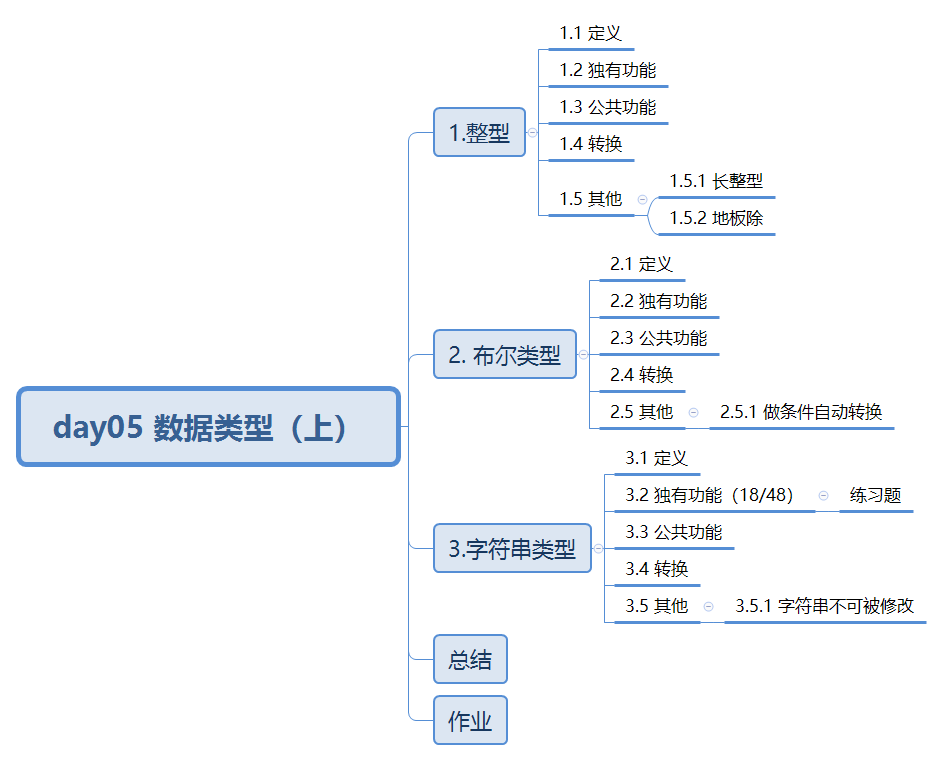 day05 数据类型（上）
1.整型
1.1 定义
1.2 独有功能
1.3 公共功能
1.4 转换
1.5 其他
1.5.1 长整型
1.5.2 地板除
2. 布尔类型
2.1 定义
2.2 独有功能
2.3 公共功能
2.4 转换
2.5 其他
2.5.1 做条件自动转换
3.字符串类型
3.1 定义
3.2 独有功能（18/48）
练习题
3.3 公共功能
3.4 转换
3.5 其他
3.5.1 字符串不可被修改
总结
作业